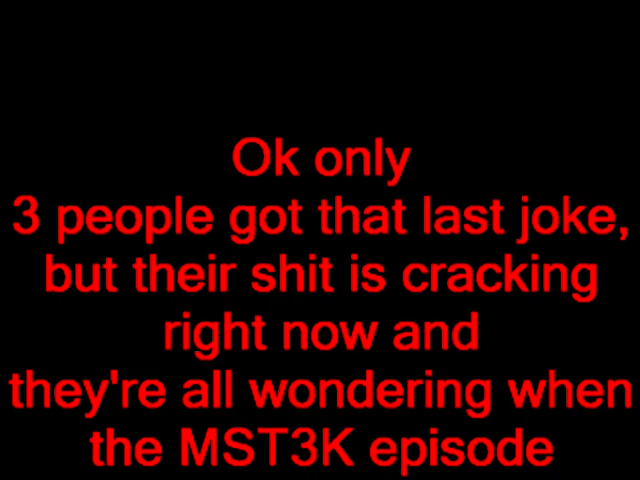 Ok only
3 people got that last joke,
but their shit is cracking
right now and
they're all wondering when
the MST3K episode